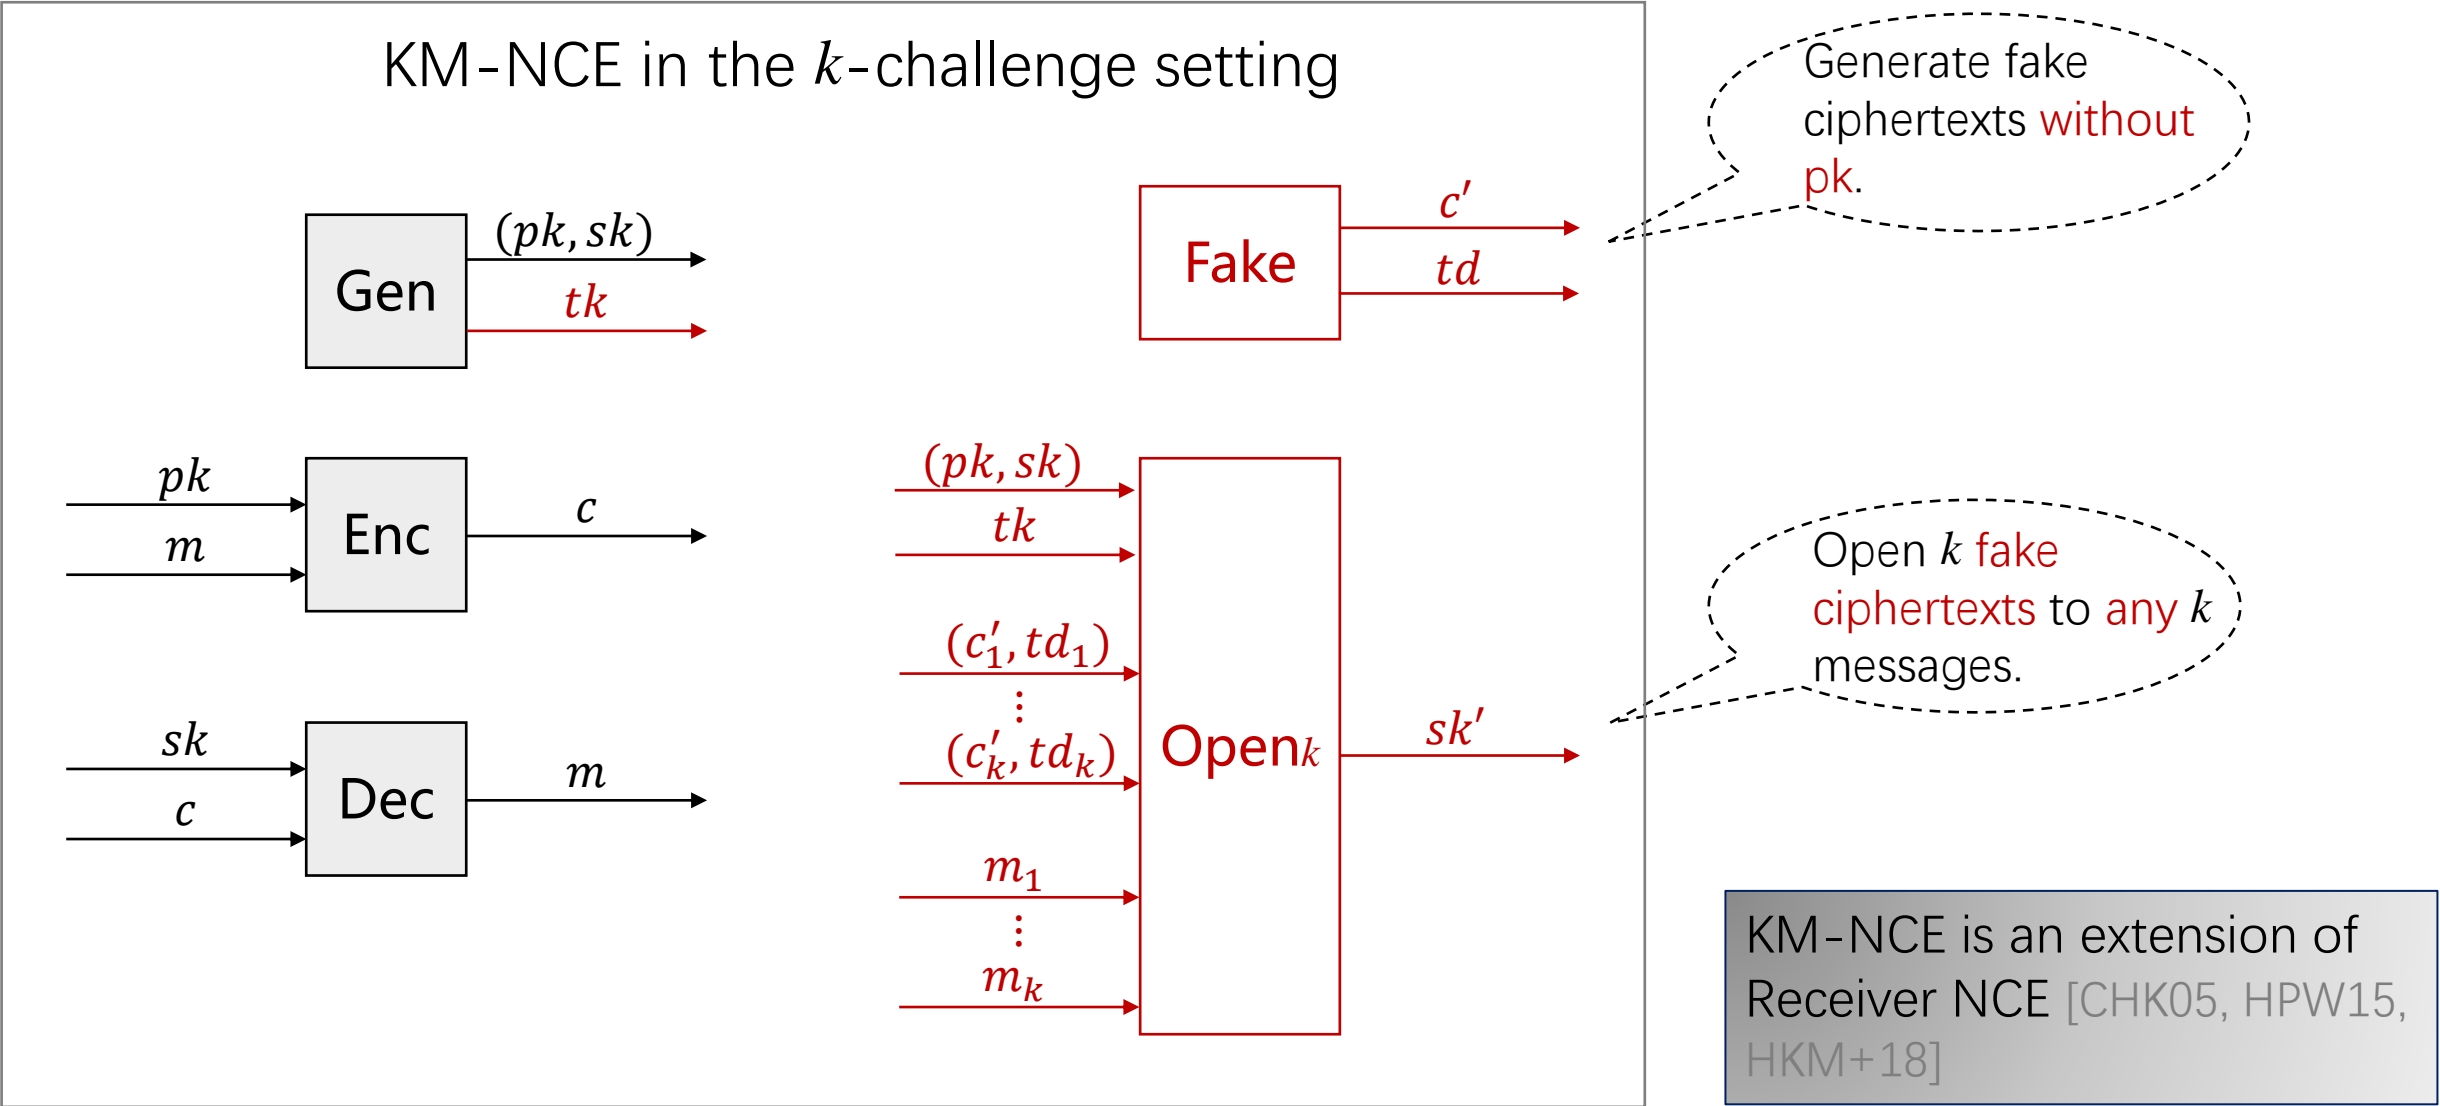 KM-NCE in the k-challenge setting
Generate fake
ciphertexts without
pk.
Gen
(pk, sk)
tk
Fake
c′
td
pk
m
Enc
c
(pk, sk)
tk
(c′₁, td₁)
⋮
(c′ₖ, tdₖ)
m₁
⋮
mₖ
Openk
sk′
Open k fake
ciphertexts to any k
messages.
sk
c
Dec
m
KM-NCE is an extension of
Receiver NCE [CHK05, HPW15,
HKM+18]